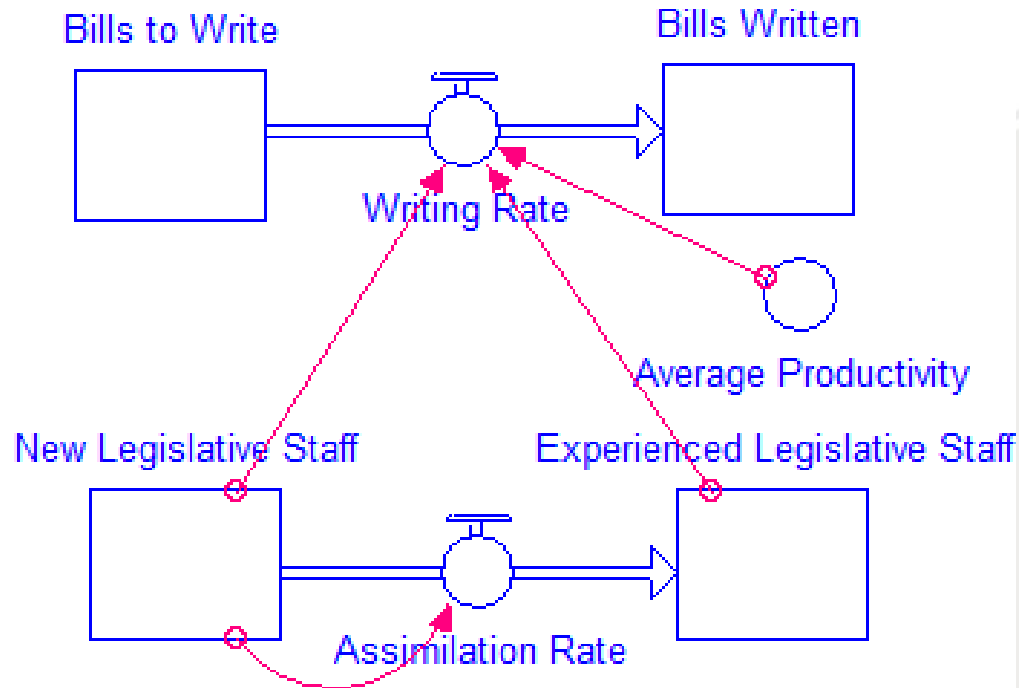 Bills to Write
Bills Written
Writing Rate
Average Productivity
New Legislative Staff
Experienced Legislative Staff
Assimilation Rate